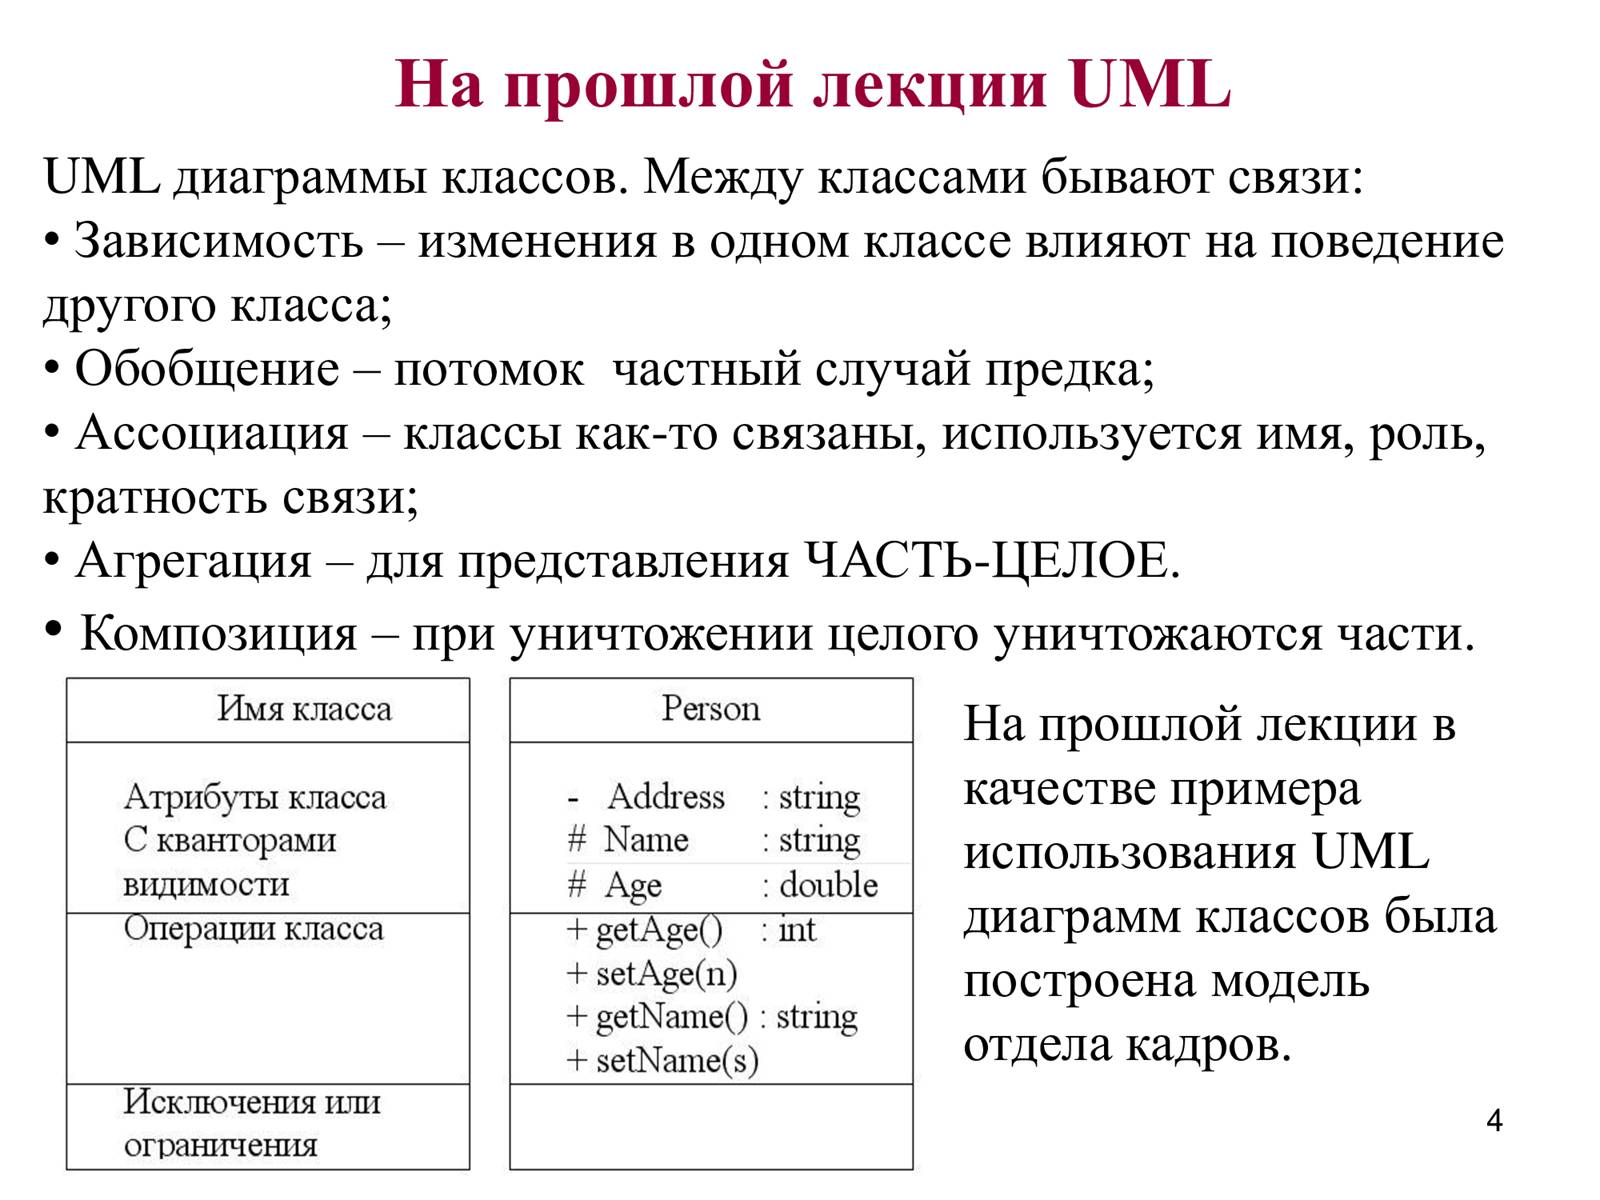 На прошлой лекции UML
UML диаграммы классов. Между классами бывают связи:
• Зависимость – изменения в одном классе влияют на поведение
другого класса;
• Обобщение – потомок  частный случай предка;
• Ассоциация – классы как-то связаны, используется имя, роль,
кратность связи;
• Агрегация – для представления ЧАСТЬ-ЦЕЛОЕ.
• Композиция – при уничтожении целого уничтожаются части.
Имя класса
Атрибуты класса
С кванторами
видимости
Операции класса
Исключения или
ограничения
Person
- Address : string
# Name : string
# Age : double
+ getAge() : int
+ setAge(n)
+ getName() : string
+ setName(s)
На прошлой лекции в
качестве примера
использования UML
диаграмм классов была
построена модель
отдела кадров.
4